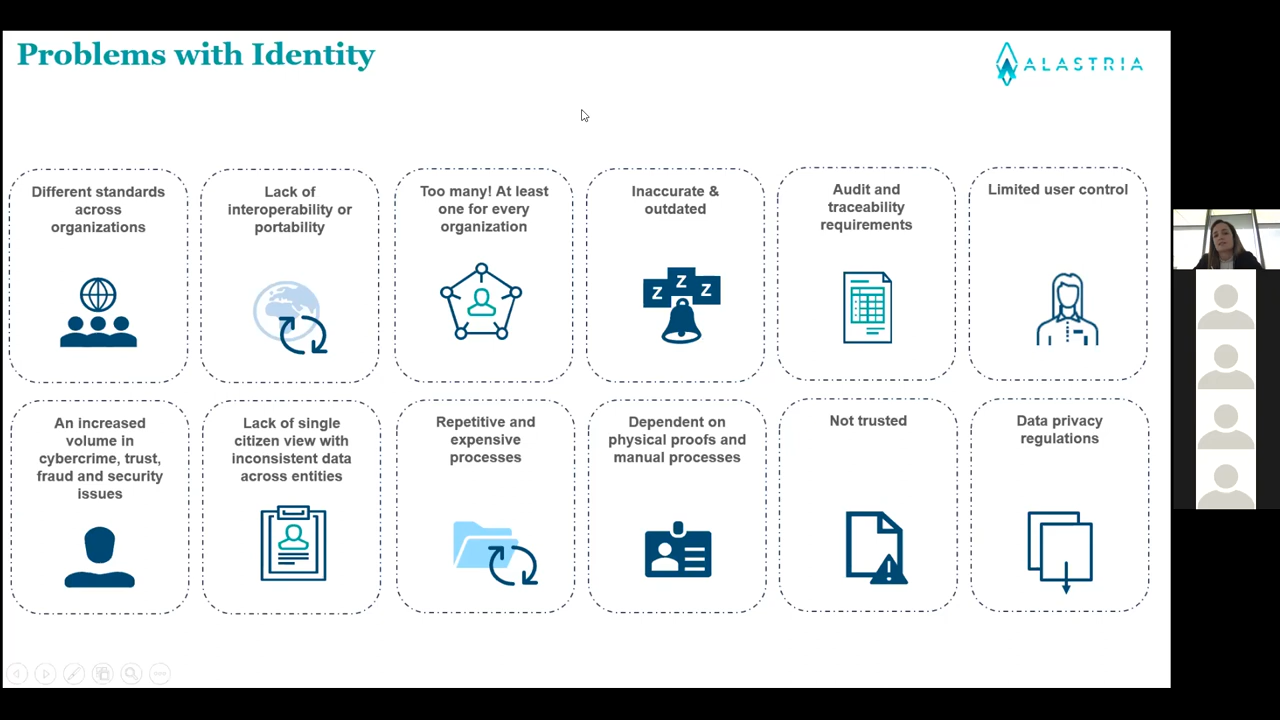 Problems with Identity
ALASTRIA
Different standards
across
organizations
Lack of
interoperability or
portability
Too many! At least
one for every
organization
Inaccurate &
outdated
Audit and
traceability
requirements
Limited user control
Z
Z
Z
An increased
volume in
cybercrime, trust,
fraud and security
issues
Lack of single
citizen view with
inconsistent data
across entities
Repetitive and
expensive
processes
Dependent on
physical proofs and
manual processes
Not trusted
Data privacy
regulations